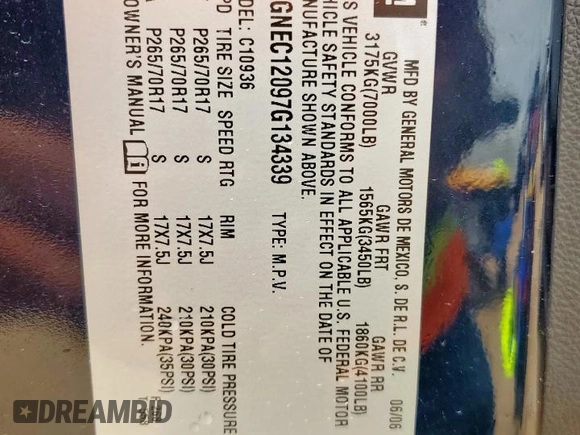 MFD BY GENERAL MOTORS DE MEXICO, S. DE R.L. DE C.V. 06/06
GVWR GAWR FRT GAWR RR
3175KG(7000LB) 1565KG(3450LB) 1860KG(4100LB)
S VEHICLE CONFORMS TO ALL APPLICABLE U.S. FEDERAL MOTOR
HICLE SAFETY STANDARDS IN EFFECT ON THE DATE OF
NUFACTURE SHOWN ABOVE.
GNEC12097G134339 TYPE: M.P.V.
DEL: C10936
TIRE SIZE SPEED RTG RIM COLD TIRE PRESSURE
P265/70R17 S 17X7.5J 210KPA(30PSI)
P265/70R17 S 17X7.5J 210KPA(30PSI)
P265/70R17 S 17X7.5J 240KPA(35PSI)
OWNER'S MANUAL FOR MORE INFORMATION.
DREAMBID